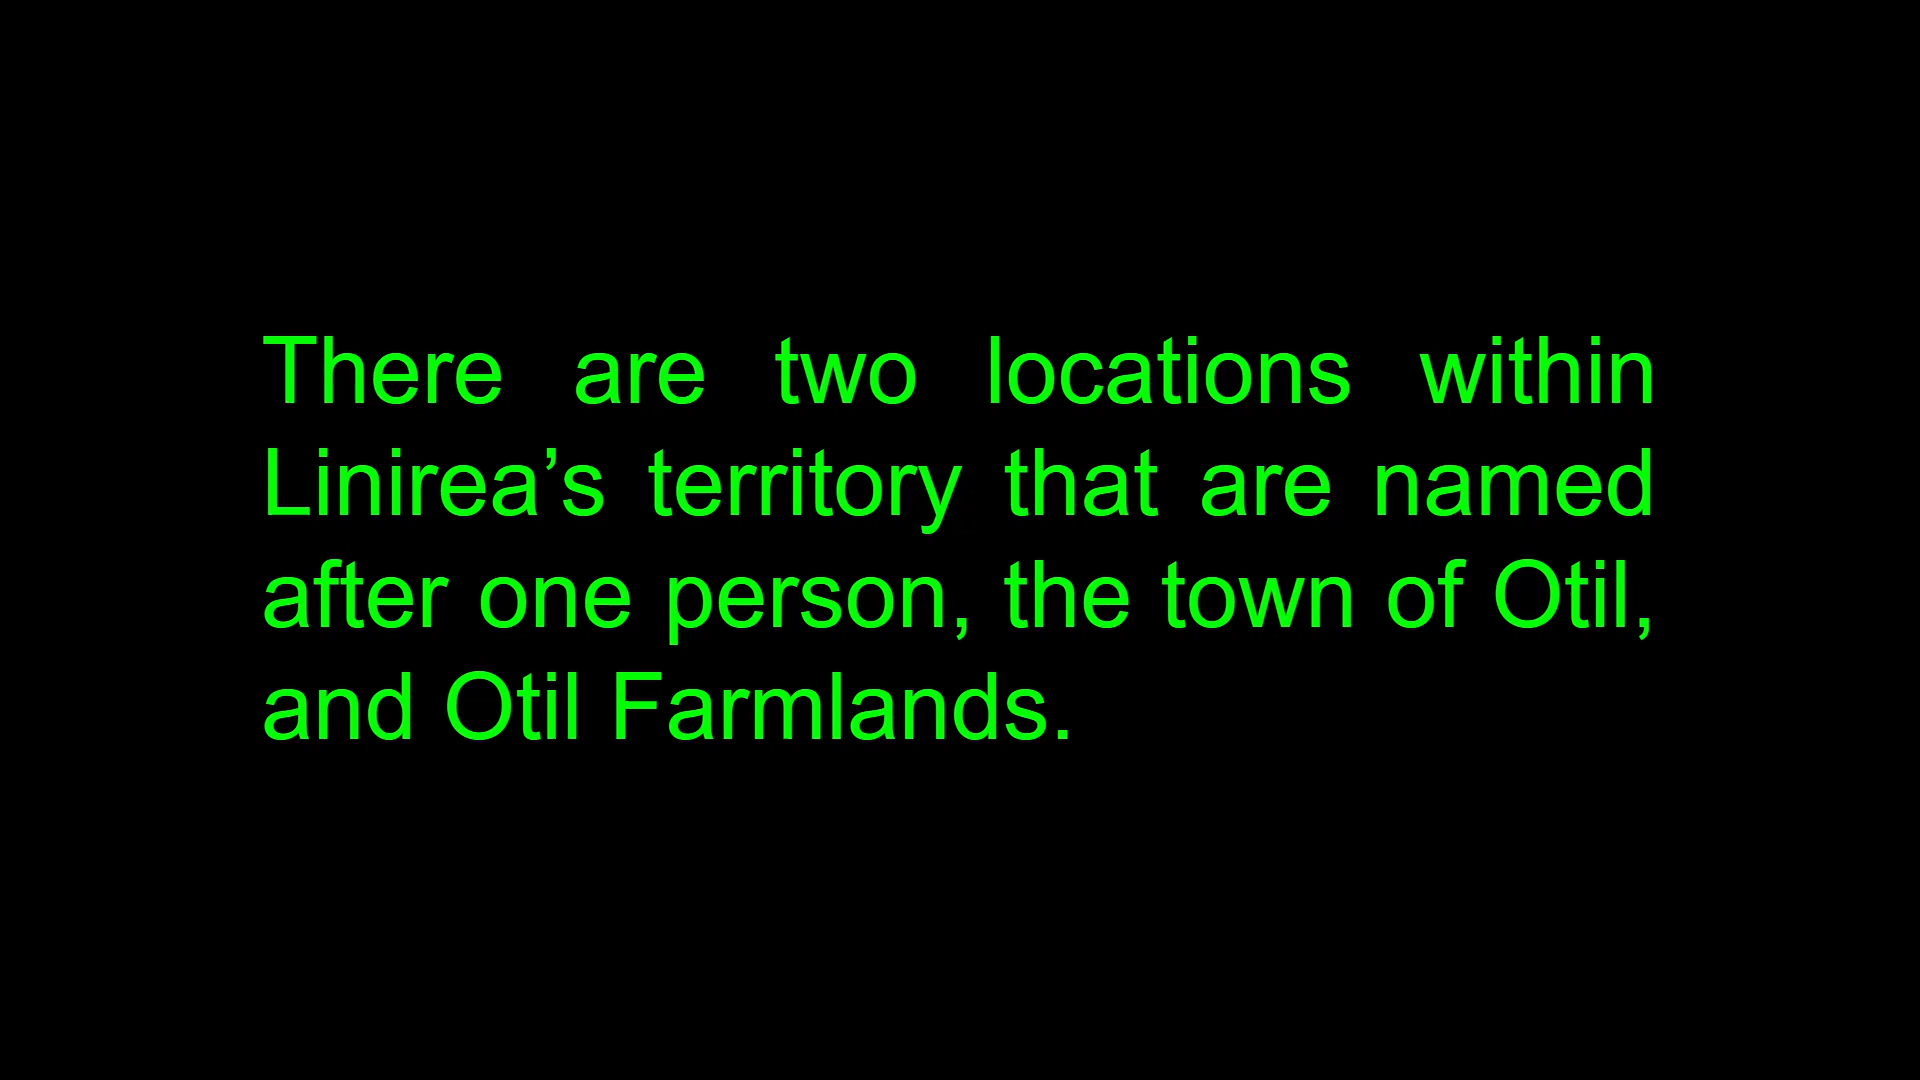 There are two locations within
Linirea’s territory that are named
after one person, the town of Otil,
and Otil Farmlands.